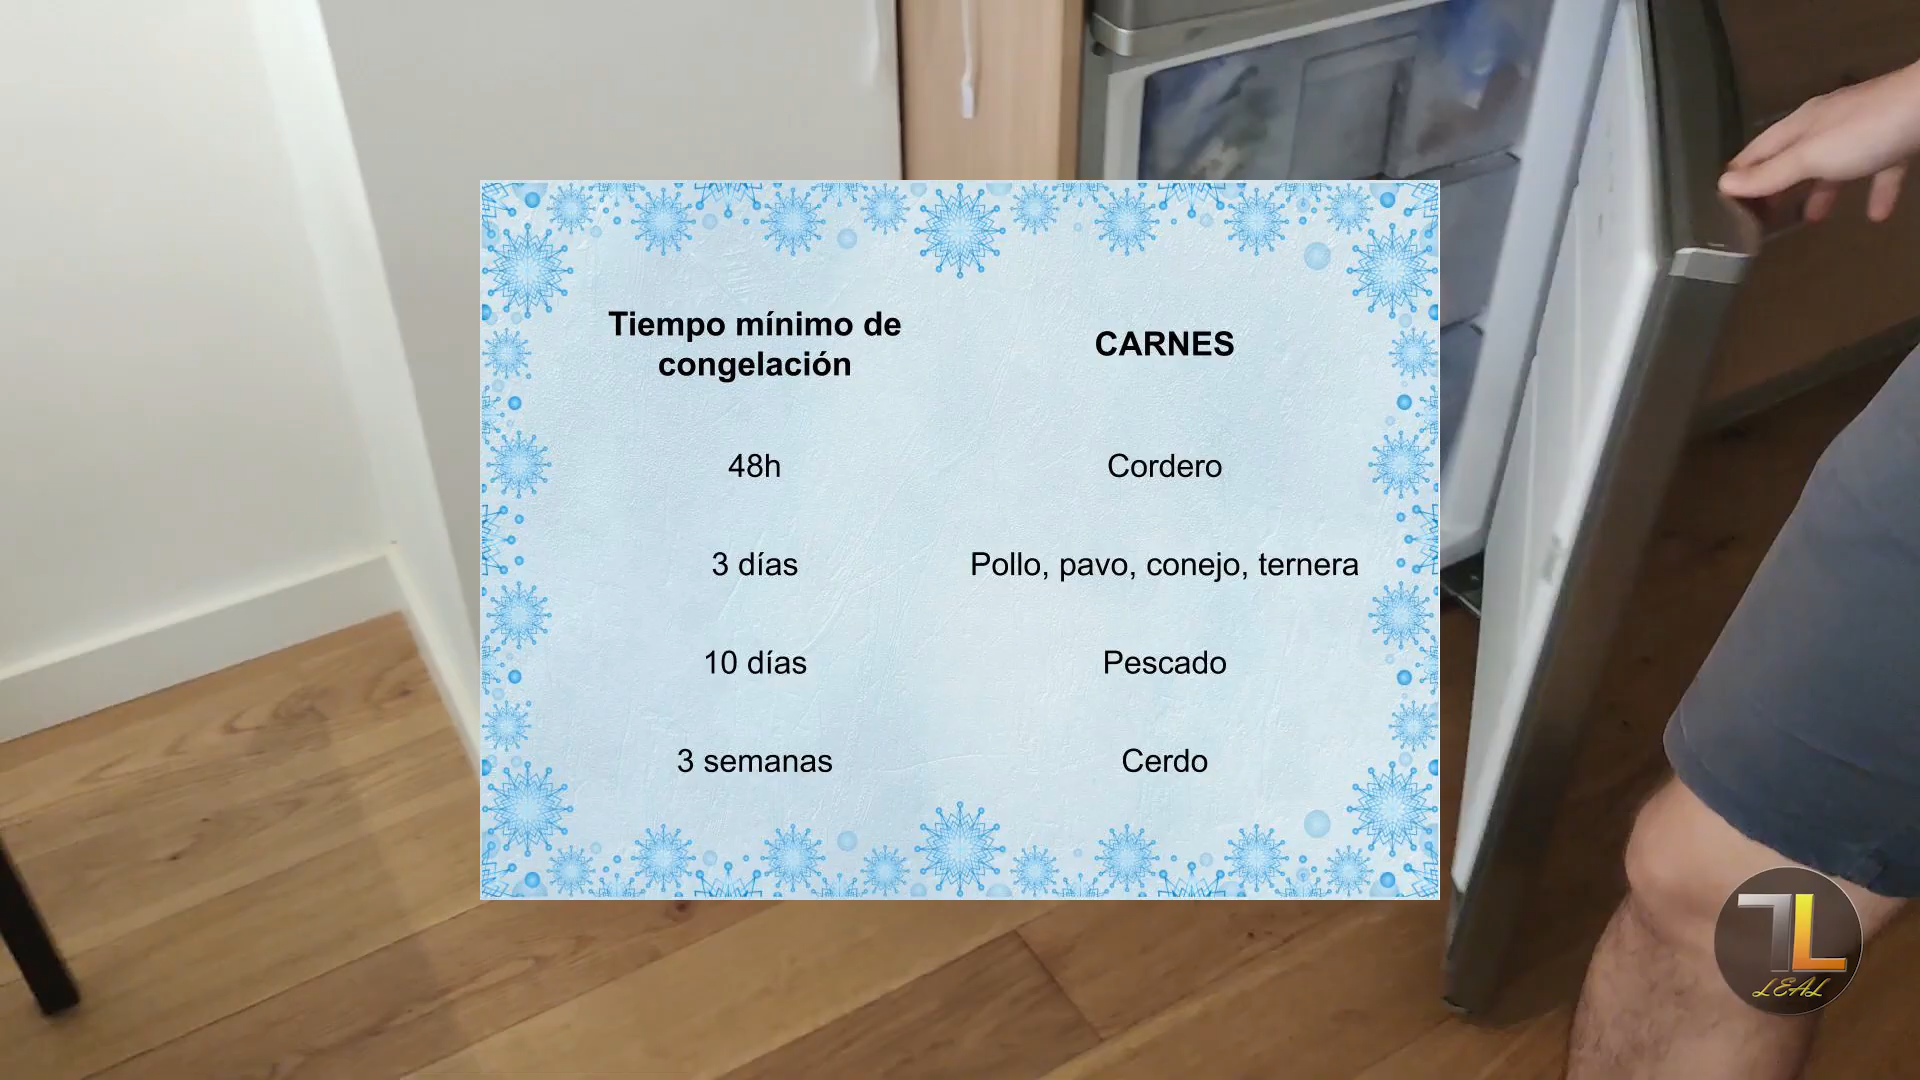 Tiempo mínimo de
congelación
CARNES
48h
Cordero
3 días
Pollo, pavo, conejo, ternera
10 días
Pescado
3 semanas
Cerdo
TL
LEAL